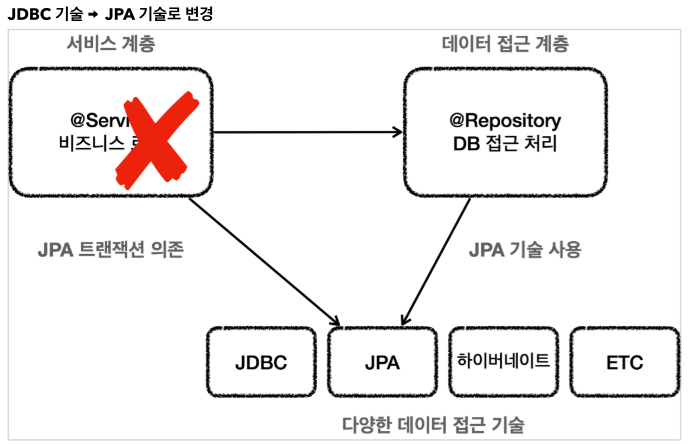 JDBC 기술 → JPA 기술로 변경
서비스 계층
데이터 접근 계층
@Servi
비즈니스
@Repository
DB 접근 처리
JPA 트랜잭션 의존
JPA 기술 사용
JDBC
JPA
하이버네이트
ETC
다양한 데이터 접근 기술